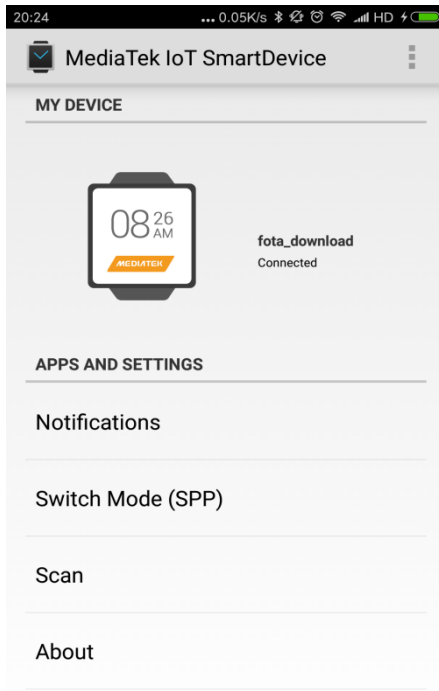 20:24 ... 0.05K/s HD
MediaTek IoT SmartDevice
MY DEVICE
08 26 AM
MEDIATEK
fota_download
Connected
APPS AND SETTINGS
Notifications
Switch Mode (SPP)
Scan
About